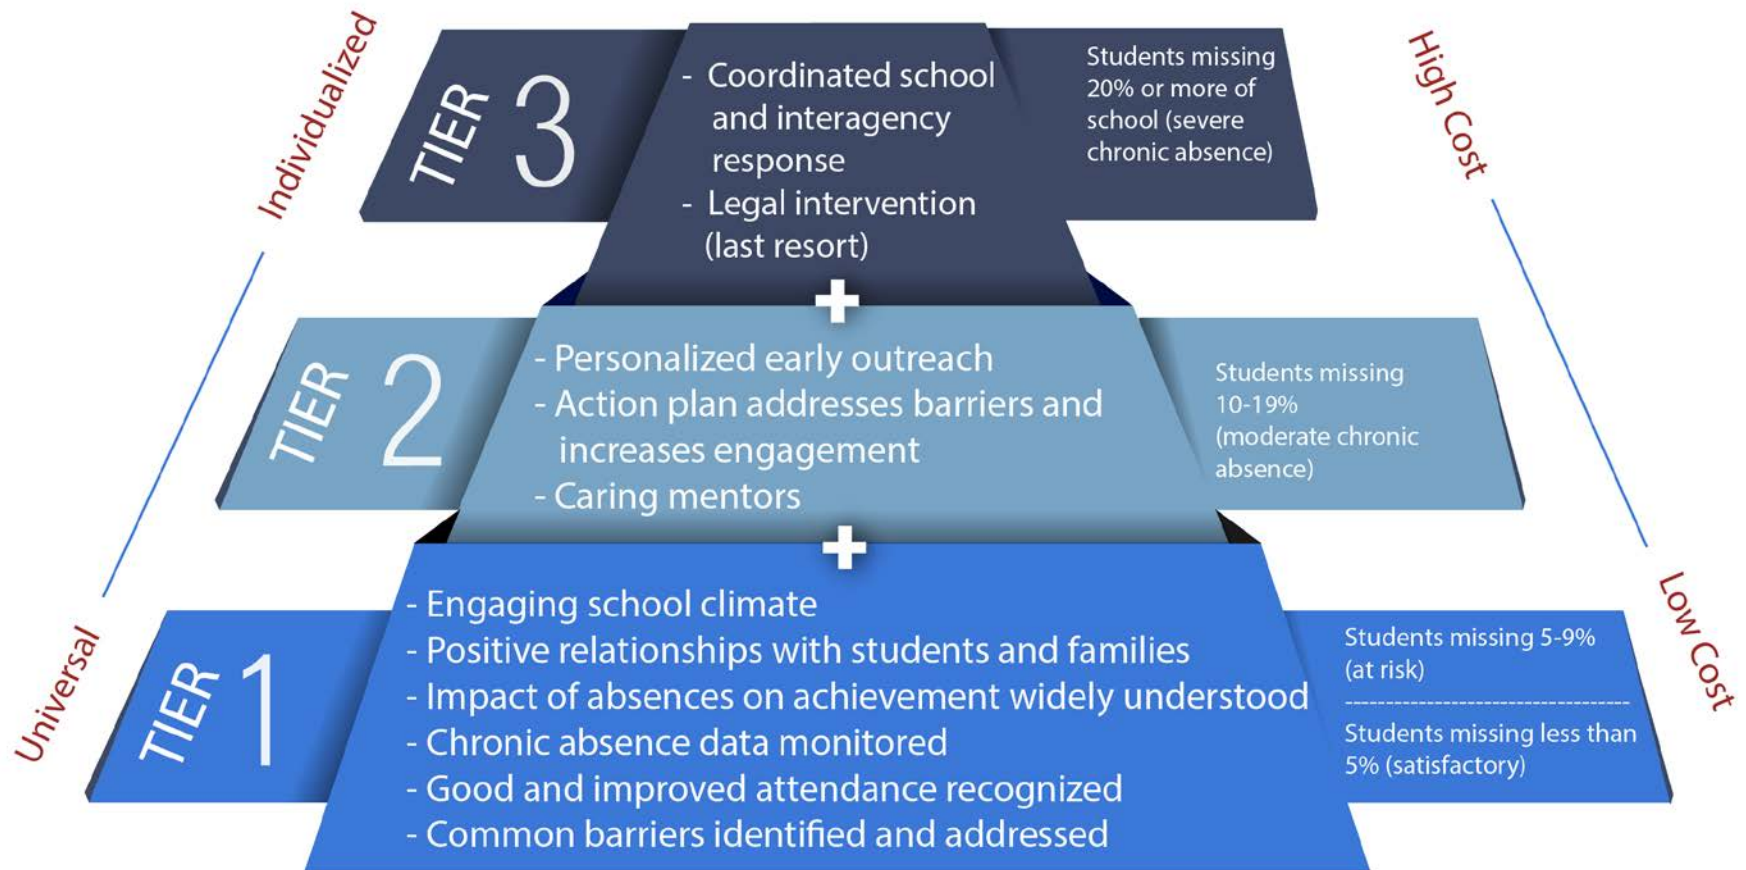 Individualized
TIER 3
- Coordinated school
and interagency
response
- Legal intervention
(last resort)
Students missing
20% or more of
school (severe
chronic absence)
High Cost
+
TIER 2
- Personalized early outreach
- Action plan addresses barriers and
increases engagement
- Caring mentors
Students missing
10-19%
(moderate chronic
absence)
+
Universal
TIER 1
- Engaging school climate
- Positive relationships with students and families
- Impact of absences on achievement widely understood
- Chronic absence data monitored
- Good and improved attendance recognized
- Common barriers identified and addressed
Students missing 5-9%
(at risk)
-----------------------------------
Students missing less than
5% (satisfactory)
Low Cost